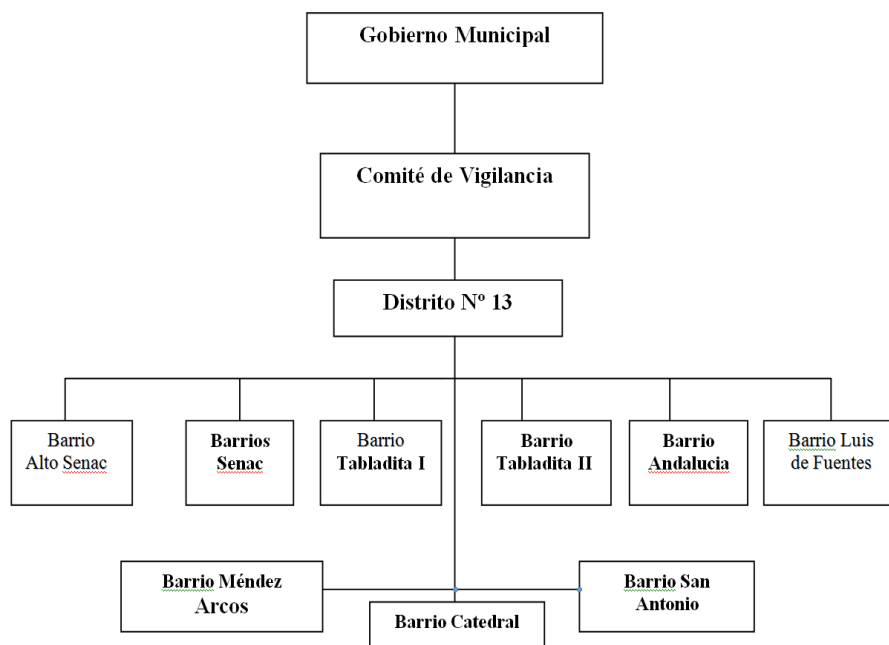 Gobierno Municipal
Comité de Vigilancia
Distrito Nº 13
Barrio
Alto Senac
Barrios
Senac
Barrio
Tabladita I
Barrio
Tabladita II
Barrio
Andalucia
Barrio Luis
de Fuentes
Barrio Méndez
Arcos
Barrio Catedral
Barrio San
Antonio